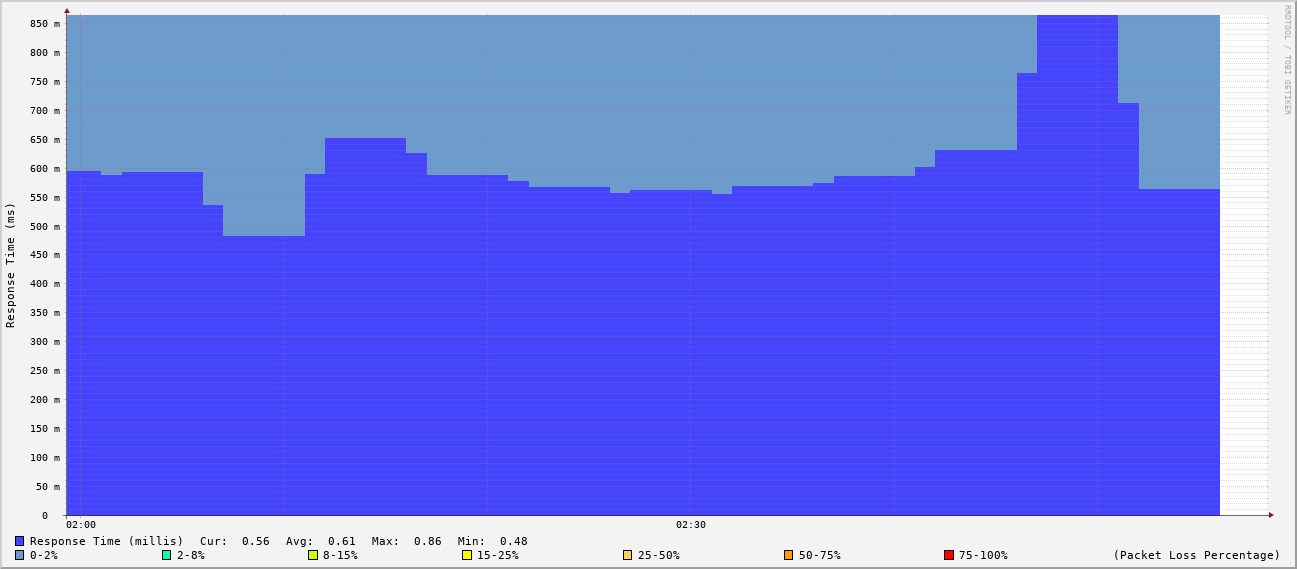 RRDTOOL / TOBI OETIKER
Response Time (ms)
850 m
800 m
750 m
700 m
650 m
600 m
550 m
500 m
450 m
400 m
350 m
300 m
250 m
200 m
150 m
100 m
50 m
0
02:00 02:30
Response Time (millis) Cur: 0.56 Avg: 0.61 Max: 0.86 Min: 0.48
0-2% 2-8% 8-15% 15-25% 25-50% 50-75% 75-100% (Packet Loss Percentage)